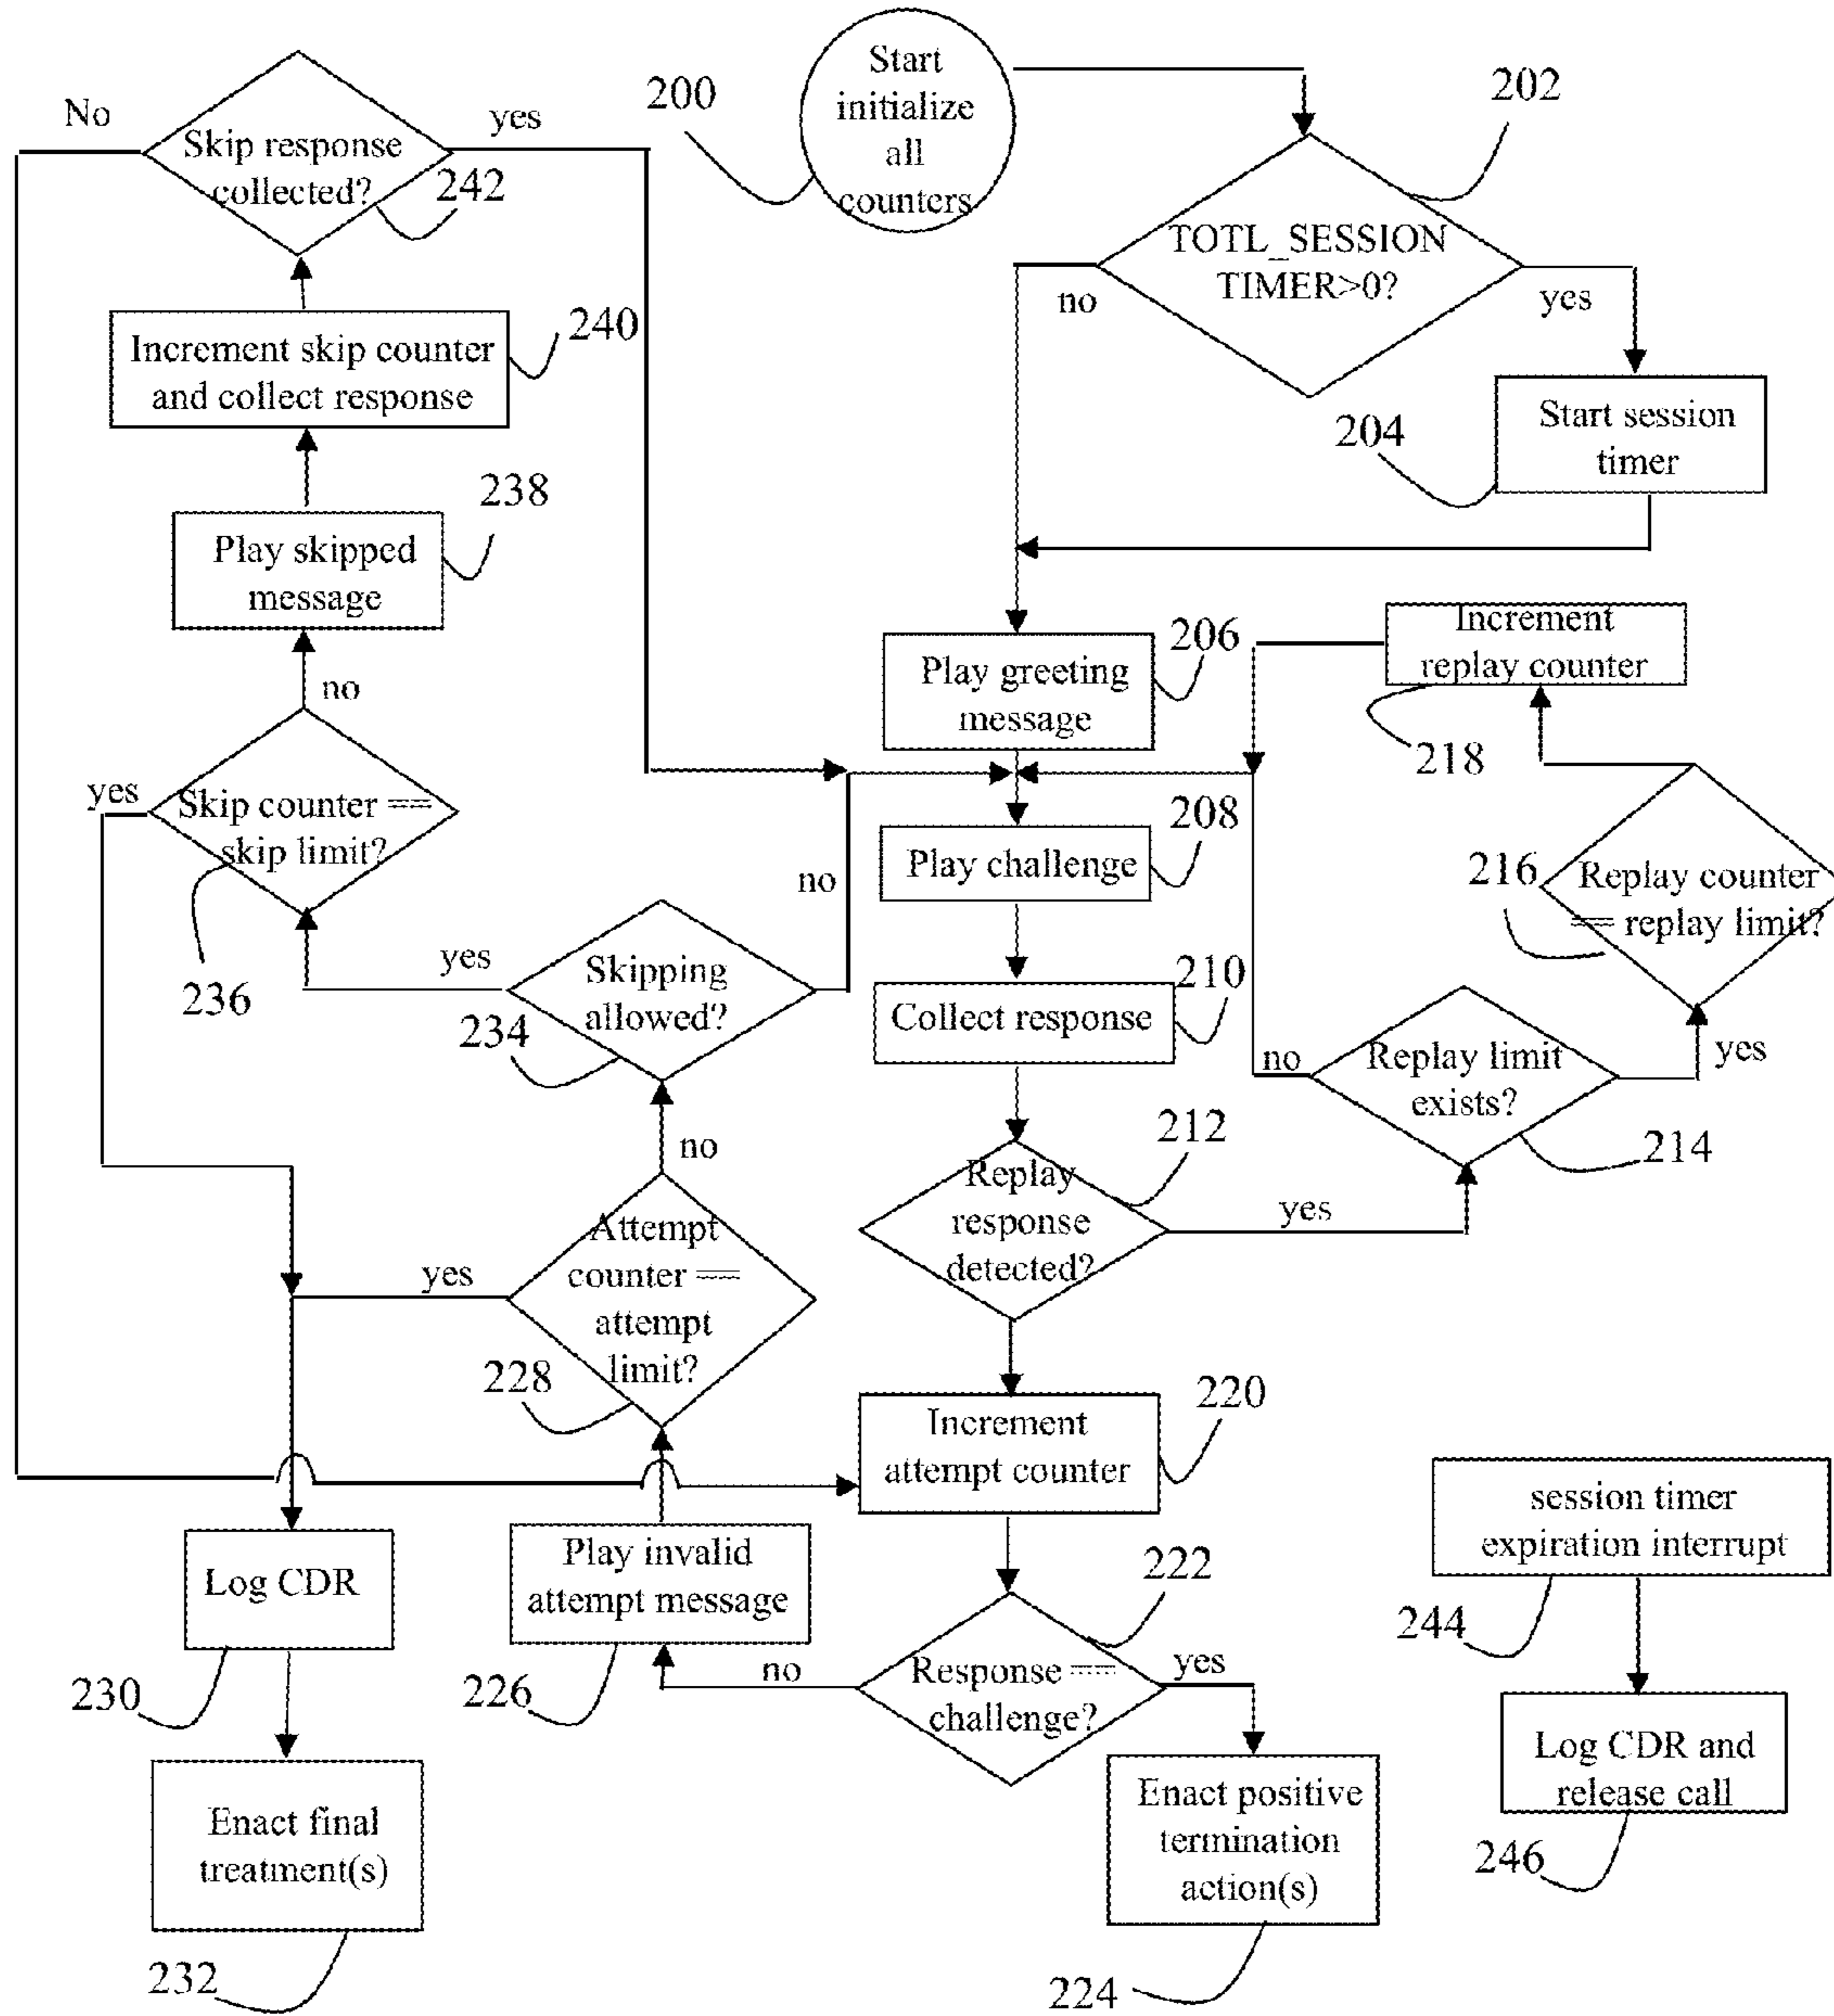 Start
initialize
all
counters
200
202
TOTL_SESSION
TIMER>0?
no
yes
Start session
timer
204
Play greeting
message
206
Play challenge
208
Collect response
210
Replay
response
detected?
212
yes
Replay limit
exists?
214
no
yes
Replay counter
== replay limit?
216
Increment
replay counter
218
Increment
attempt counter
220
Response ==
challenge?
222
no
yes
Enact positive
termination
action(s)
224
Play invalid
attempt message
226
Attempt
counter ==
attempt
limit?
228
yes
no
Log CDR
230
Enact final
treatment(s)
232
Skipping
allowed?
234
yes
no
Skip counter ==
skip limit?
236
yes
no
Play skipped
message
238
Increment skip counter
and collect response
240
Skip response
collected?
242
No
yes
session timer
expiration interrupt
244
Log CDR and
release call
246